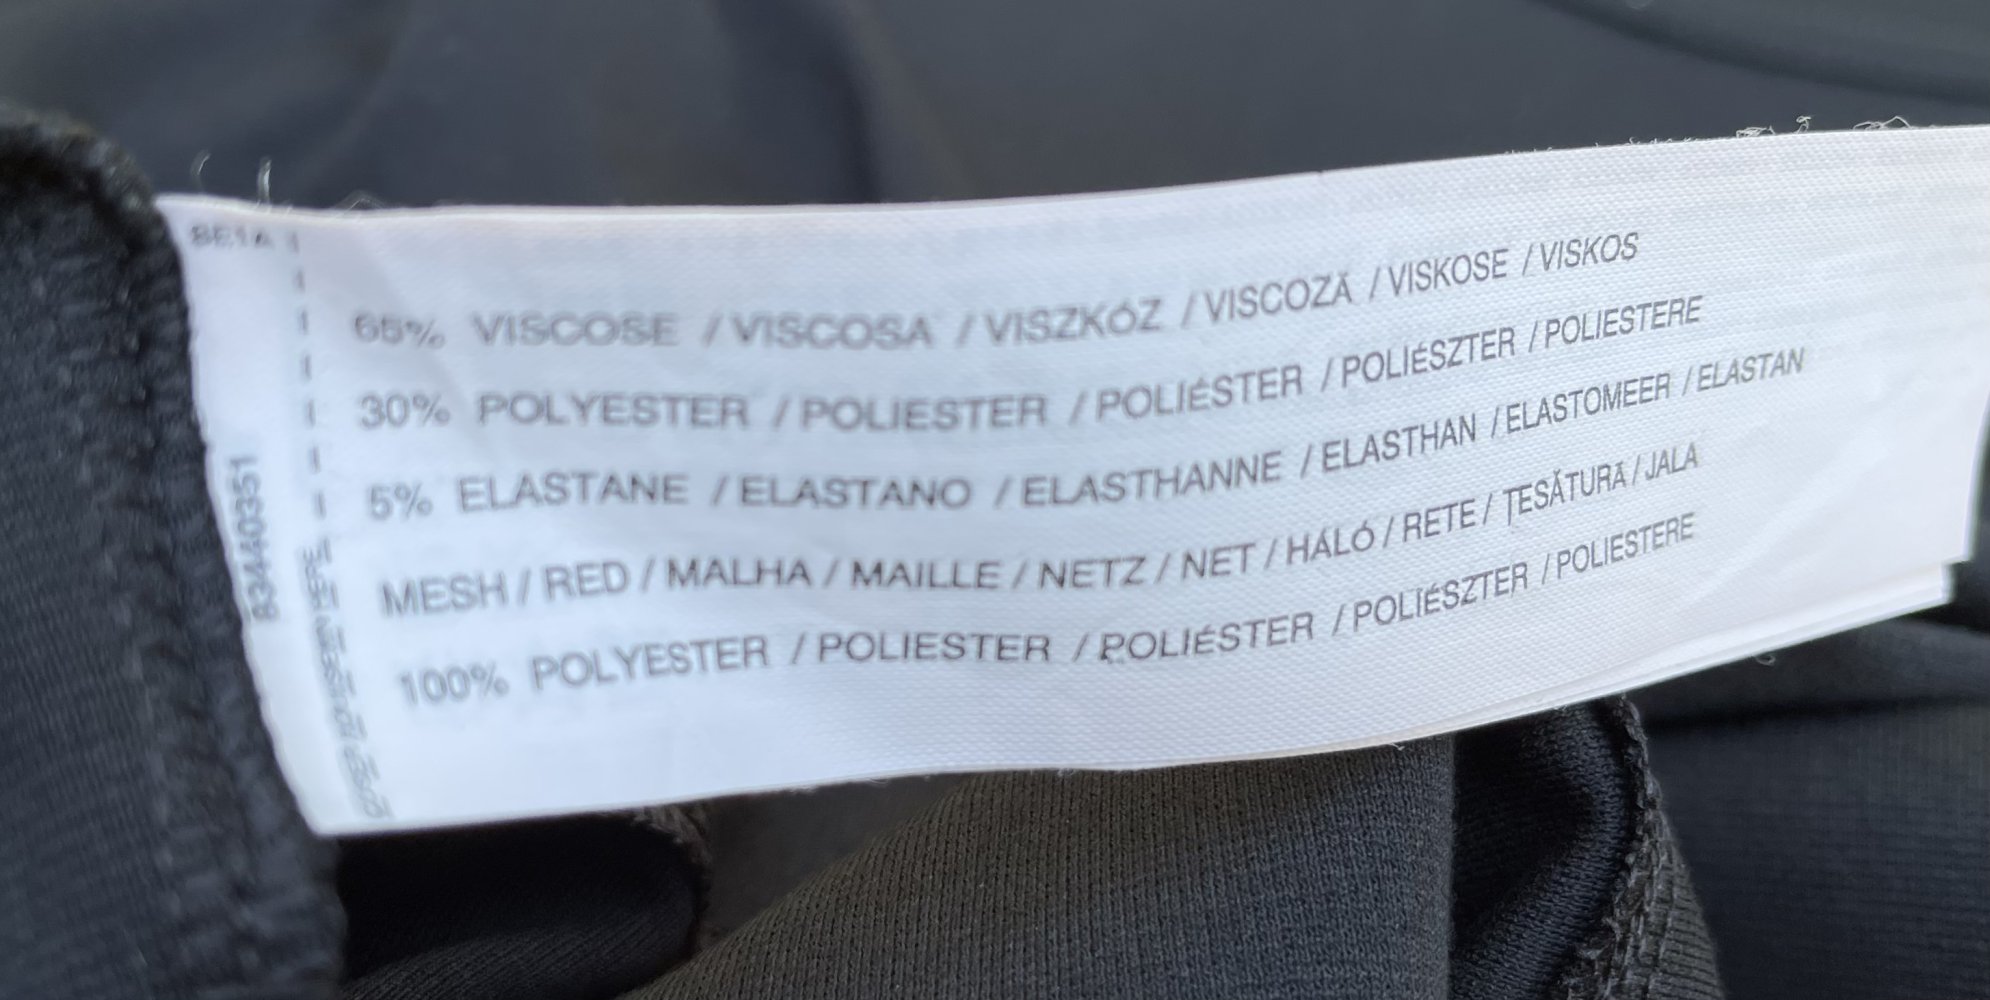 65% VISCOSE / VISCOSA / VISZKÓZ / VISCOZĂ / VISKOSE / VISKOS
30% POLYESTER / POLIESTER / POLIÉSTER / POLIÉSZTER / POLIESTERE
5% ELASTANE / ELASTANO / ELASTHANNE / ELASTHAN / ELASTOMEER / ELASTAN
MESH / RED / MALHA / MAILLE / NETZ / NET / HÁLÓ / RETE / ȚESĂTURĂ / JALA
100% POLYESTER / POLIESTER / POLIÉSTER / POLIÉSZTER / POLIESTERE
83440351